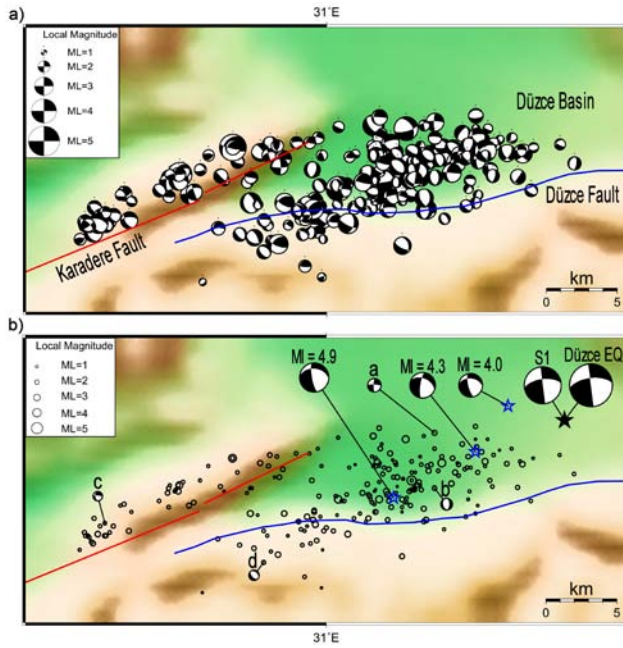 a)
31°E
Local Magnitude
ML=1
ML=2
ML=3
ML=4
ML=5
Düzce Basin
Düzce Fault
Karadere Fault
km
0 5
b)
Local Magnitude
ML=1
ML=2
ML=3
ML=4
ML=5
Ml = 4.9
a
Ml = 4.3
Ml = 4.0
S1
Düzce EQ
c
b
d
km
0 5
31°E